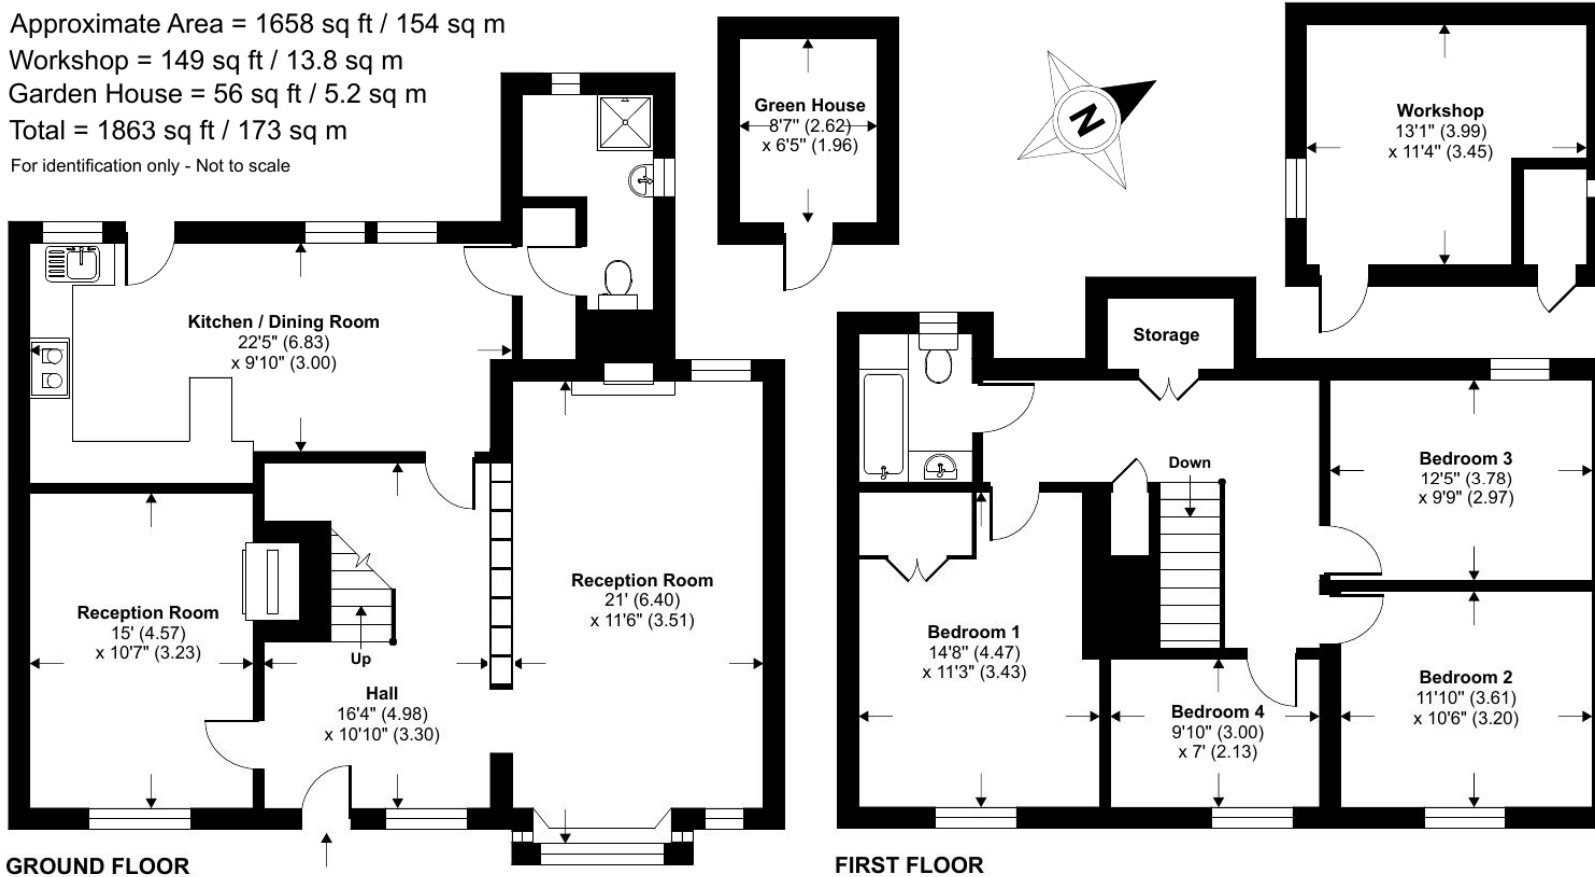 Approximate Area = 1658 sq ft / 154 sq m
Workshop = 149 sq ft / 13.8 sq m
Garden House = 56 sq ft / 5.2 sq m
Total = 1863 sq ft / 173 sq m
For identification only - Not to scale
Green House
8'7" (2.62)
x 6'5" (1.96)
N
Workshop
13'1" (3.99)
x 11'4" (3.45)
Kitchen / Dining Room
22'5" (6.83)
x 9'10" (3.00)
Reception Room
15' (4.57)
x 10'7" (3.23)
Up
Hall
16'4" (4.98)
x 10'10" (3.30)
Reception Room
21' (6.40)
x 11'6" (3.51)
GROUND FLOOR
Storage
Down
Bedroom 3
12'5" (3.78)
x 9'9" (2.97)
Bedroom 1
14'8" (4.47)
x 11'3" (3.43)
Bedroom 4
9'10" (3.00)
x 7' (2.13)
Bedroom 2
11'10" (3.61)
x 10'6" (3.20)
FIRST FLOOR